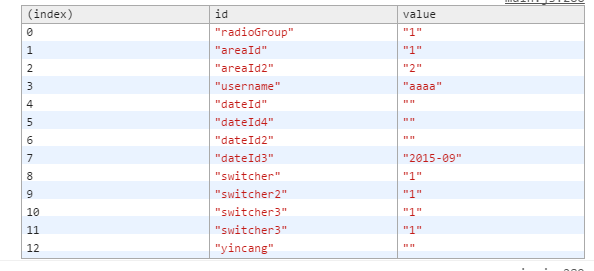 (index) id value
0 "radioGroup" "1"
1 "areaId" "1"
2 "areaId2" "2"
3 "username" "aaaa"
4 "dateId" ""
5 "dateId4" ""
6 "dateId2" ""
7 "dateId3" "2015-09"
8 "switcher" "1"
9 "switcher2" "1"
10 "switcher3" "1"
11 "switcher3" "1"
12 "yincang" ""